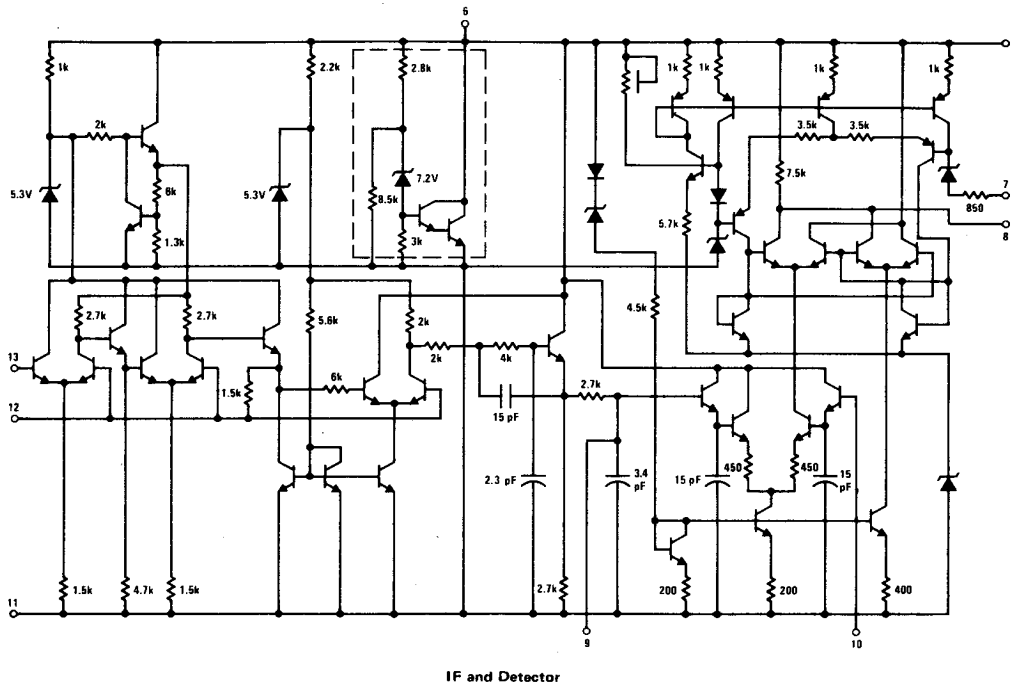 6
1k
2.2k
2.8k
1k
1k
1k
1k
2k
3.5k
3.5k
5.3V
6k
5.3V
7.2V
7.5k
7
850
8.5k
1.3k
3k
5.7k
8
2.7k
2.7k
5.6k
2k
4.5k
13
2k
4k
1.5k
6k
2.7k
12
15 pF
450
450
2.3 pF
3.4
pF
15 pF
15
pF
1.5k
4.7k
1.5k
2.7k
200
200
400
11
9
10
IF and Detector